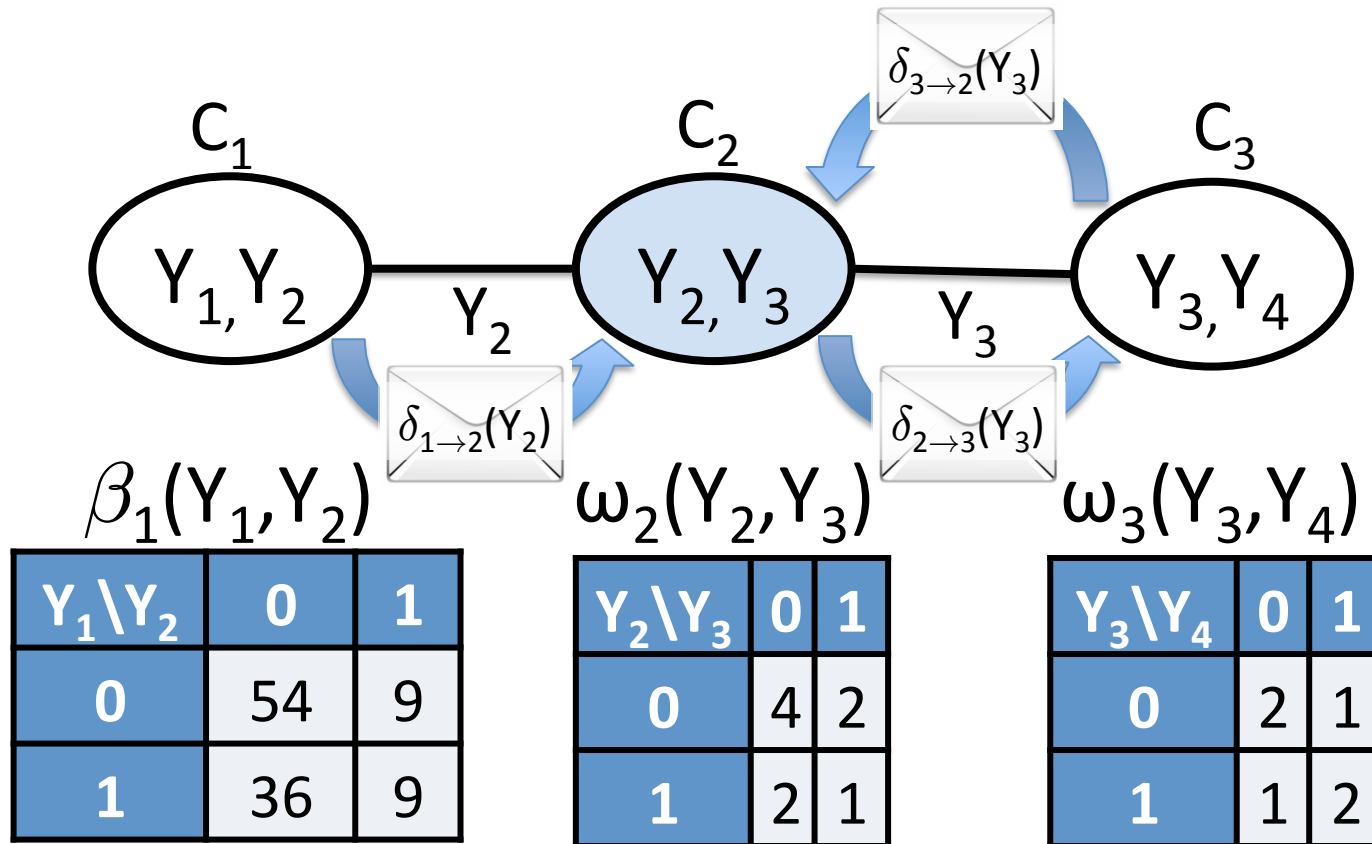 δ₃→₂(Y₃)
C₁ C₂ C₃
Y₁,Y₂ Y₂,Y₃ Y₃,Y₄
Y₂ Y₃
δ₁→₂(Y₂) δ₂→₃(Y₃)
β₁(Y₁,Y₂) ω₂(Y₂,Y₃) ω₃(Y₃,Y₄)
Y₁\Y₂ 0 1
0 54 9
1 36 9
Y₂\Y₃ 0 1
0 4 2
1 2 1
Y₃\Y₄ 0 1
0 2 1
1 1 2